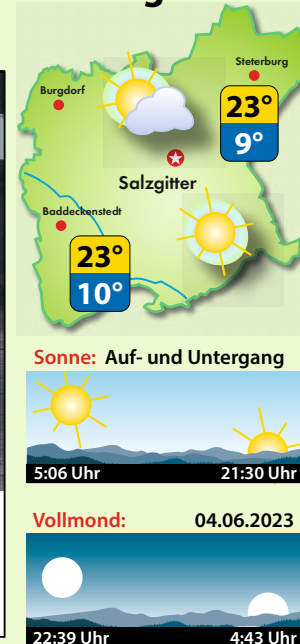 Steterburg
Burgdorf
23°
9°
Salzgitter
Baddeckenstedt
23°
10°
Sonne: Auf- und Untergang
5:06 Uhr 21:30 Uhr
Vollmond: 04.06.2023
22:39 Uhr 4:43 Uhr